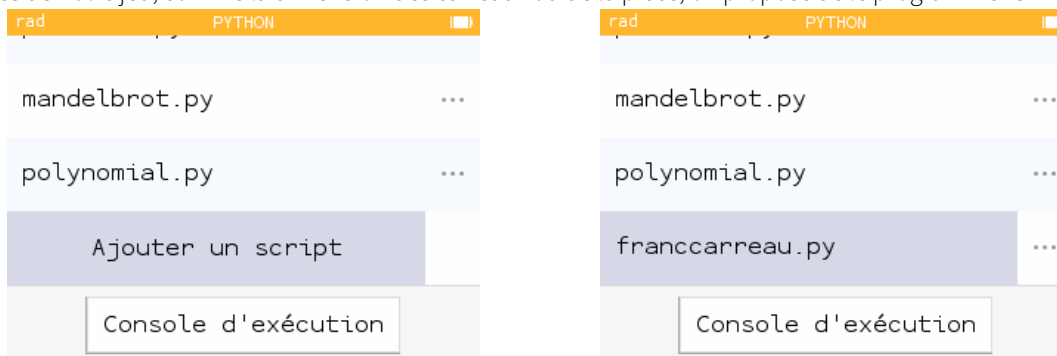 rad PYTHON
mandelbrot.py ...
polynomial.py ...
Ajouter un script
Console d'exécution
rad PYTHON
mandelbrot.py ...
polynomial.py ...
franccarreau.py ...
Console d'exécution